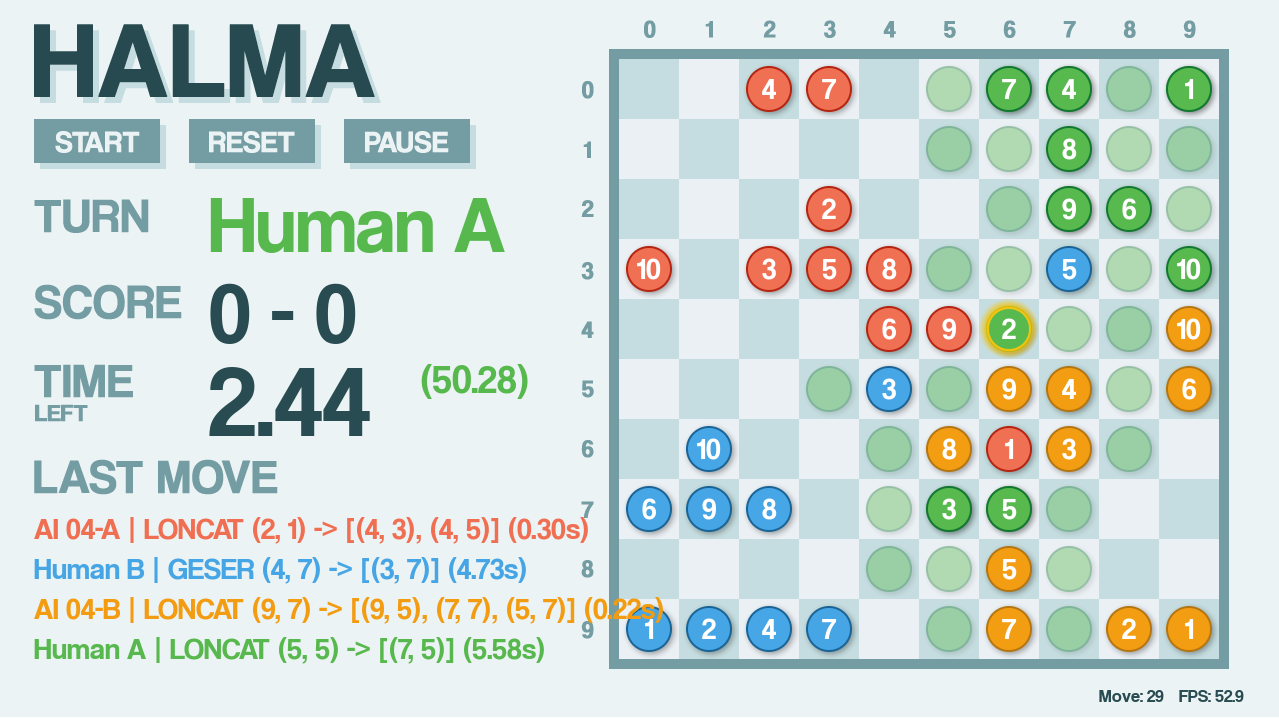 HALMA
START RESET PAUSE
TURN Human A
SCORE 0 - 0
TIME LEFT 2.44 (50.28)
LAST MOVE
AI 04-A | LONCAT (2, 1) -> [(4, 3), (4, 5)] (0.30s)
Human B | GESER (4, 7) -> [(3, 7)] (4.73s)
AI 04-B | LONCAT (9, 7) -> [(9, 5), (7, 7), (5, 7)] (0.22s)
Human A | LONCAT (5, 5) -> [(7, 5)] (5.58s)
0 1 2 3 4 5 6 7 8 9
0 4 7 7 4 1
1 8
2 2 9 6
3 10 3 5 8 5 10
4 6 9 2 10
5 3 9 4 6
6 10 8 1 3
7 6 9 8 3 5
8 5
9 1 2 4 7 7 2 1
Move: 29 FPS: 52.9